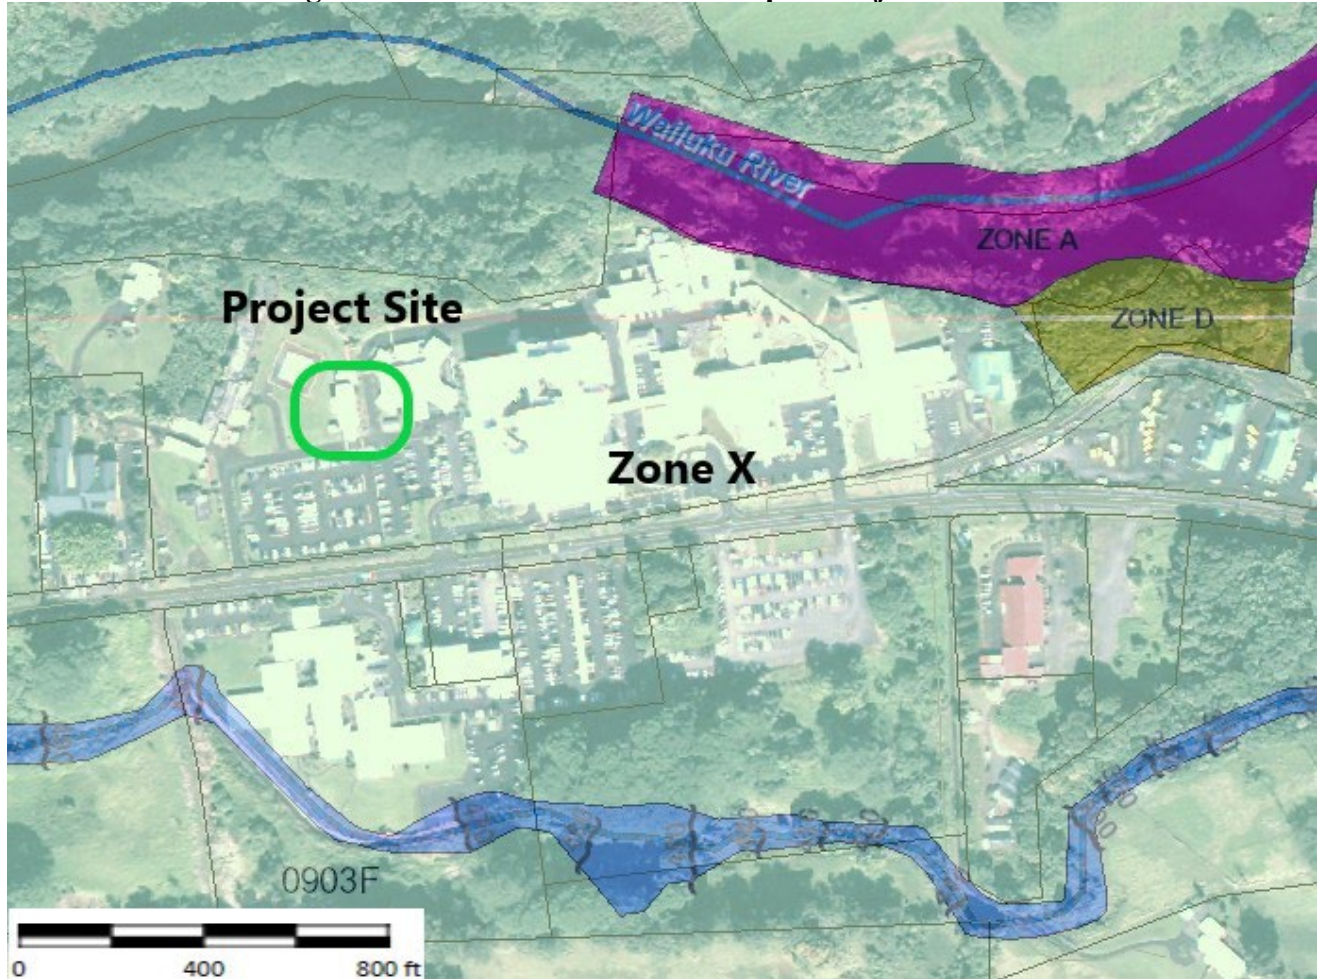 Wailuku River
ZONE A
Project Site
ZONE D
Zone X
0903F
0 400 800 ft